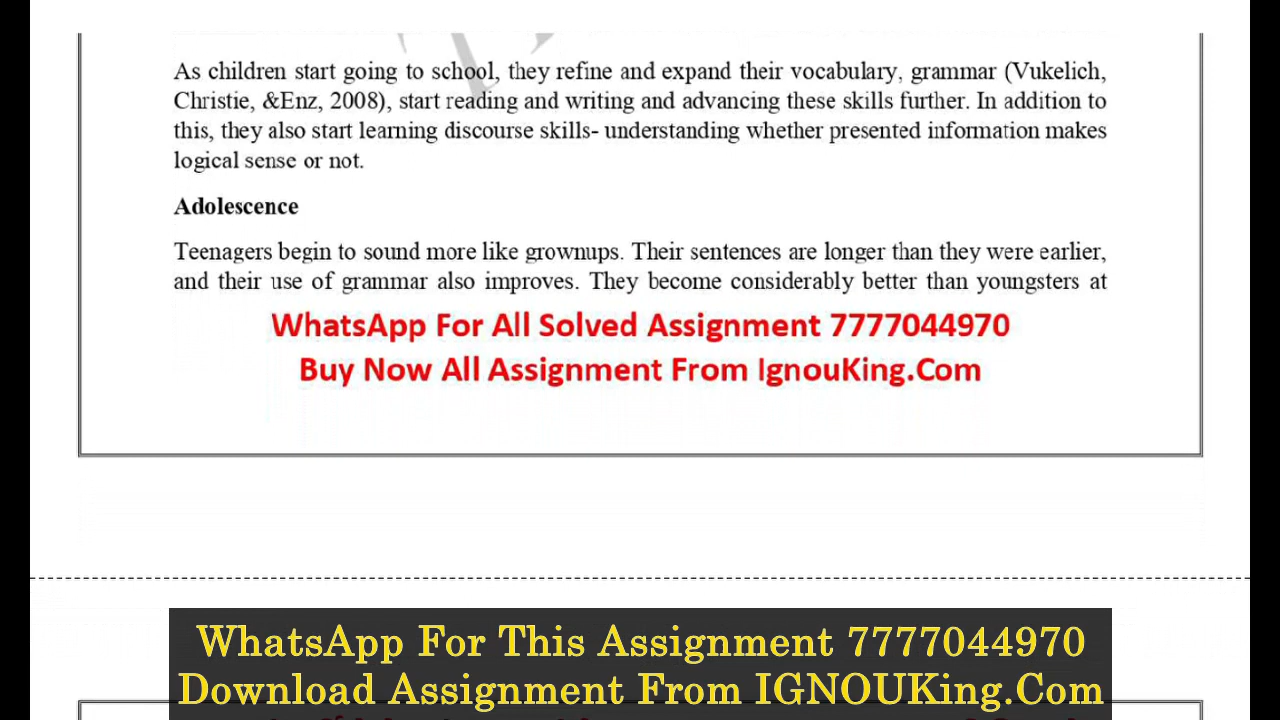 As children start going to school, they refine and expand their vocabulary, grammar (Vukelich,
Christie, &Enz, 2008), start reading and writing and advancing these skills further. In addition to
this, they also start learning discourse skills- understanding whether presented information makes
logical sense or not.
Adolescence
Teenagers begin to sound more like grownups. Their sentences are longer than they were earlier,
and their use of grammar also improves. They become considerably better than youngsters at
WhatsApp For All Solved Assignment 7777044970
Buy Now All Assignment From IgnouKing.Com
WhatsApp For This Assignment 7777044970
Download Assignment From IGNOUKing.Com